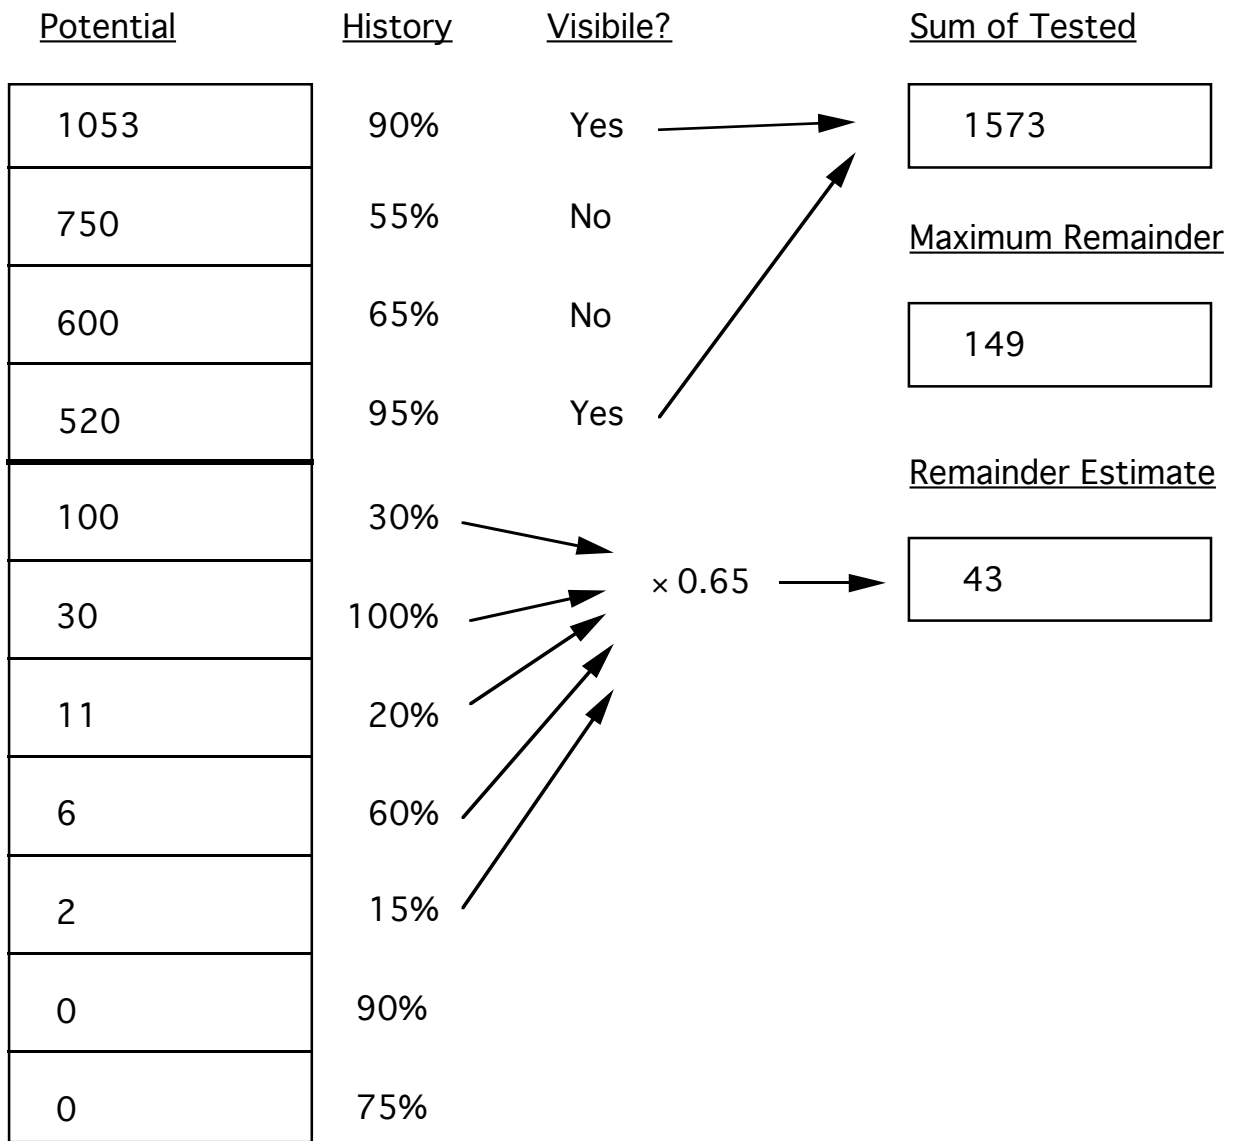 Potential History Visibile? Sum of Tested
1053 90% Yes 1573
750 55% No
Maximum Remainder
600 65% No
149
520 95% Yes
Remainder Estimate
100 30%
× 0.65 43
30 100%
11 20%
6 60%
2 15%
0 90%
0 75%